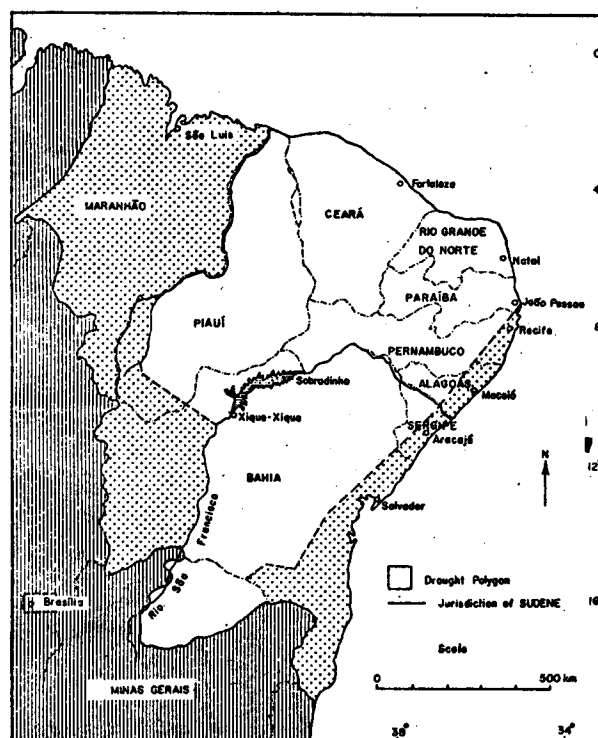 São Luis
Fortaleza
MARANHÃO
CEARÁ
RIO GRANDE
DO NORTE
Natal
PARAÍBA
João Pessoa
PIAUÍ
Recife
PERNAMBUCO
Sobradinho
ALAGOAS
Maceió
Xique-Xique
SERGIPE
Aracajú
N
12
BAHIA
Francisco
São
Rio
Salvador
Drought Polygon
Jurisdiction of SUDENE
16
Brasília
Scale
MINAS GERAIS
0 500 km
38° 34°